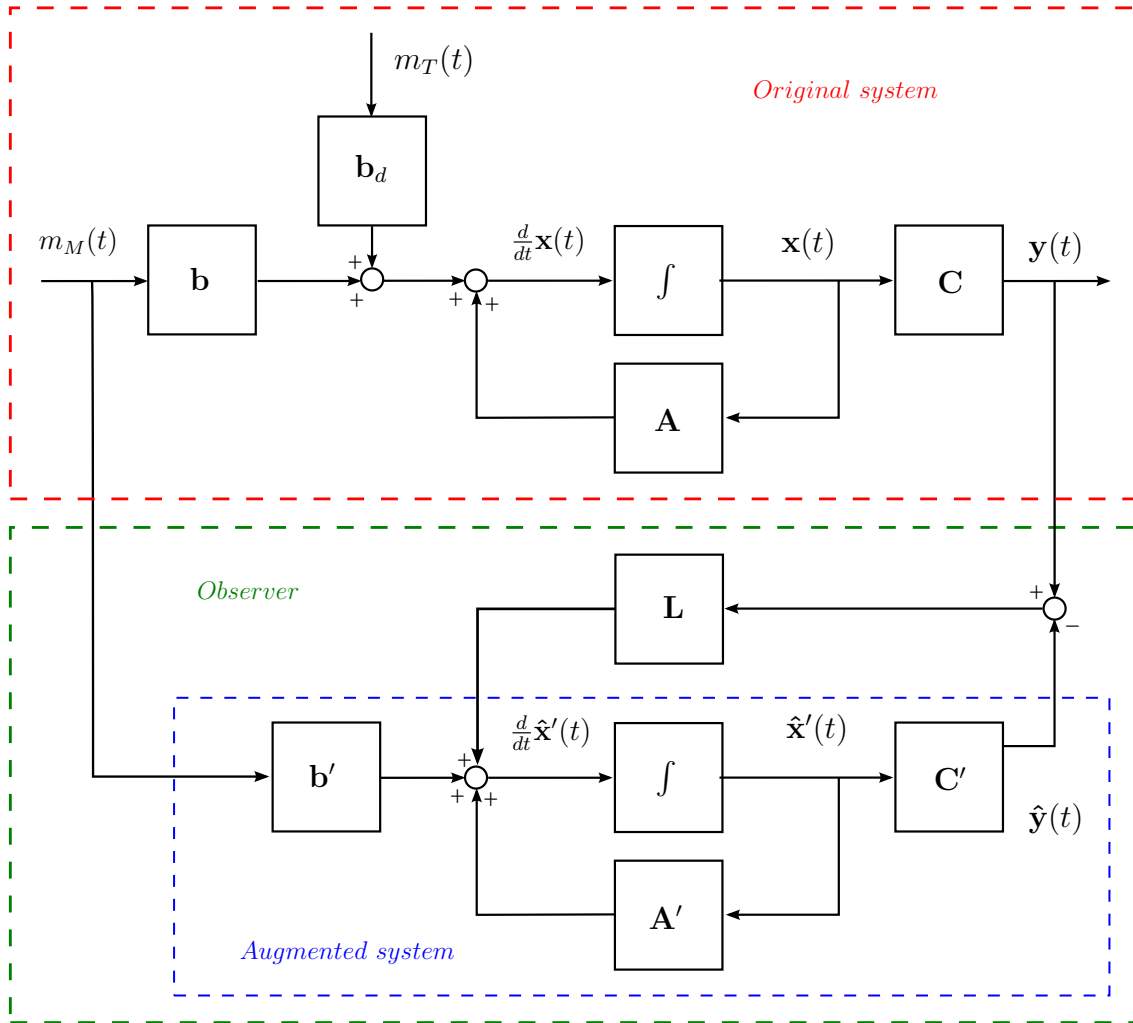 m_T(t)
Original system
b_d
m_M(t)
b
+
+
+
+
d/dt x(t)
∫
x(t)
C
y(t)
A
Observer
L
+
−
b′
+
+
+
d/dt x̂′(t)
∫
x̂′(t)
C′
ŷ(t)
A′
Augmented system